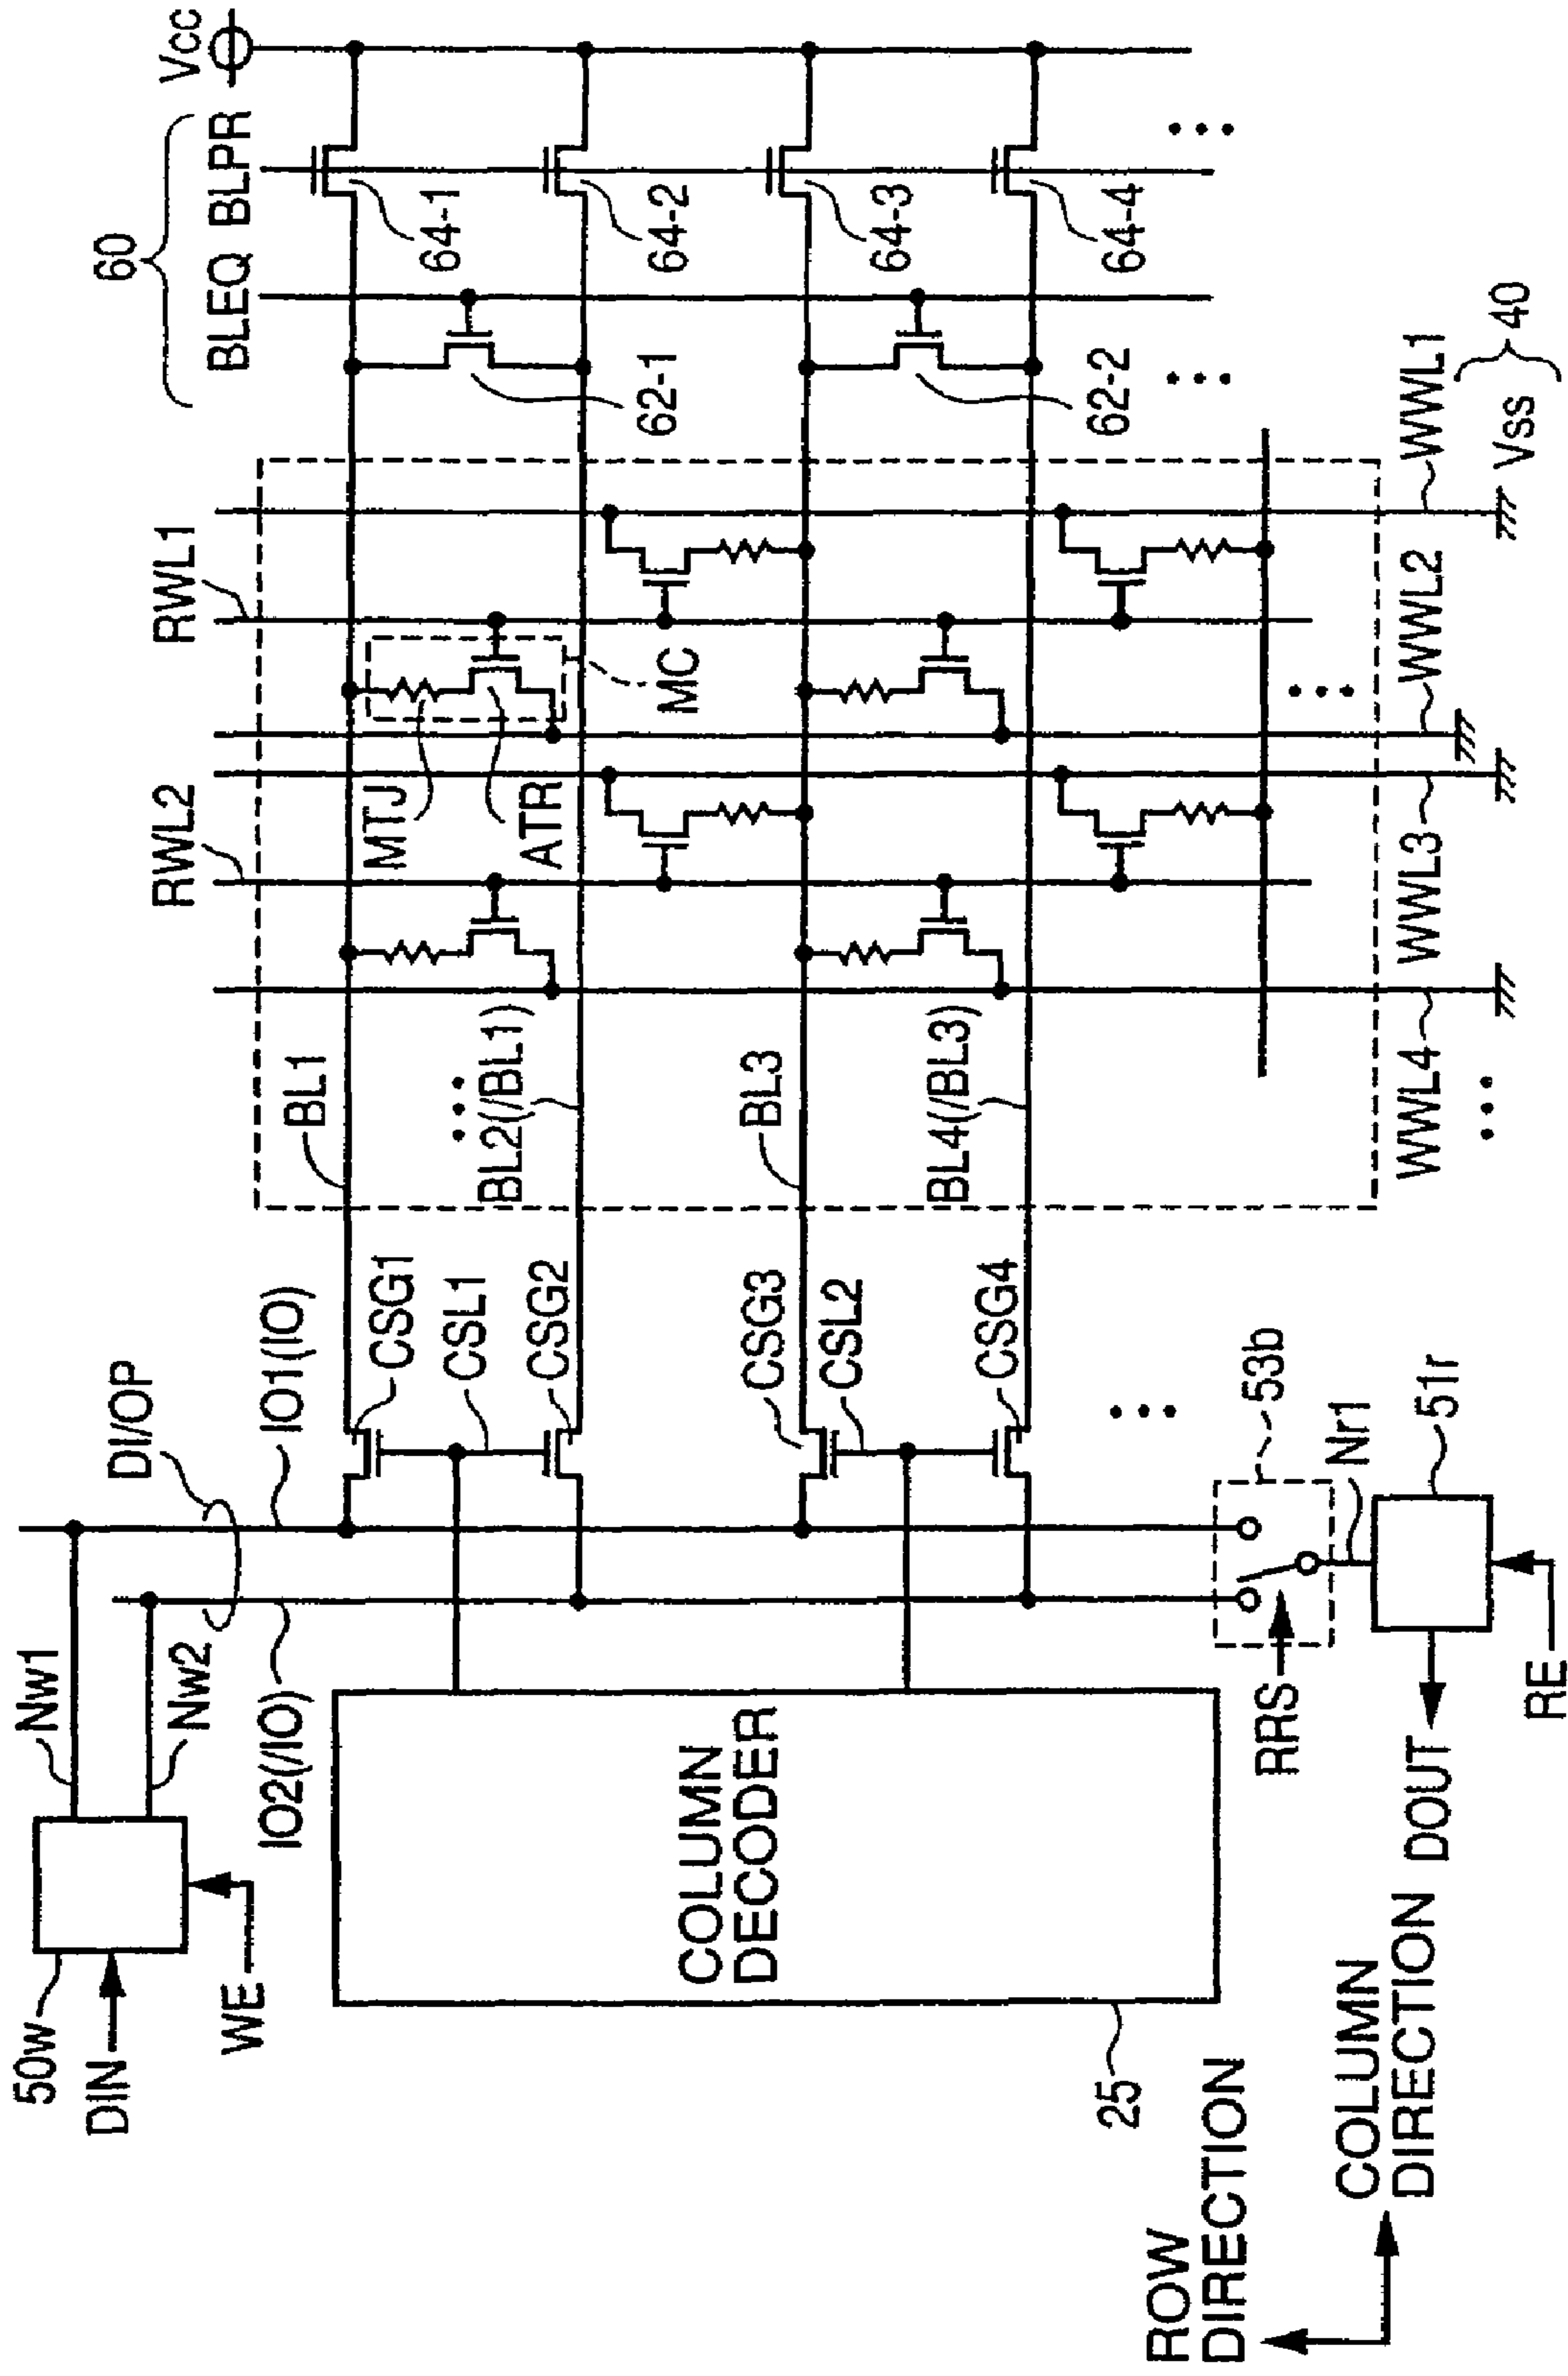 50w
DIN
WE
Nw1
Nw2
DI/OP
IO1(IO)
IO2(/IO)
COLUMN
DECODER
25
CSG1
CSL1
CSG2
CSG3
CSL2
CSG4
53b
RRS
Nr1
51r
DOUT
RE
ROW
DIRECTION
COLUMN
DIRECTION
BL1
BL2(/BL1)
BL3
BL4(/BL3)
RWL2
RWL1
MTJ
ATR
MC
WWL4
WWL3
WWL2
WWL1
Vss
40
60
BLEQ
BLPR
Vcc
62-1
62-2
64-1
64-2
64-3
64-4